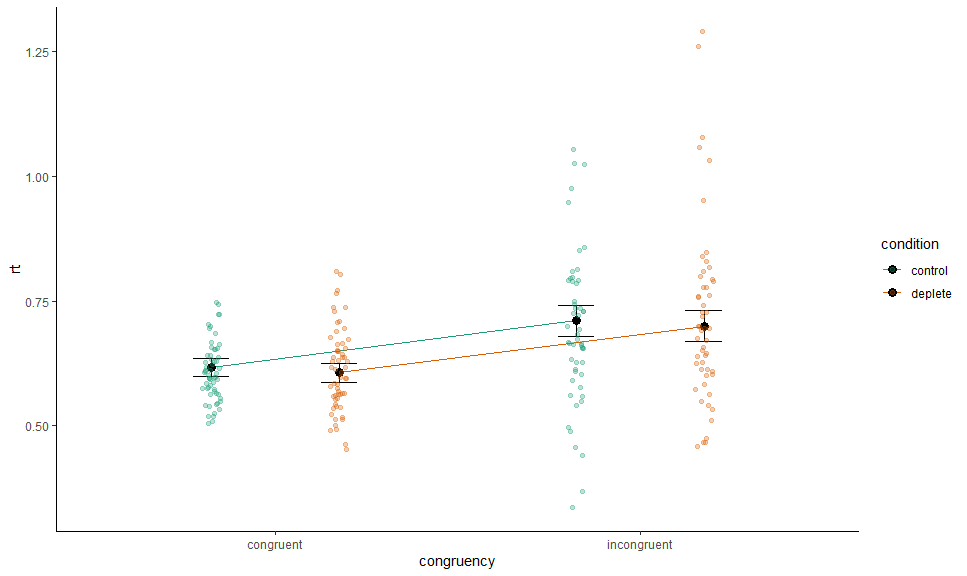 1.25
1.00
0.75
0.50
rt
congruent
incongruent
congruency
condition
control
deplete